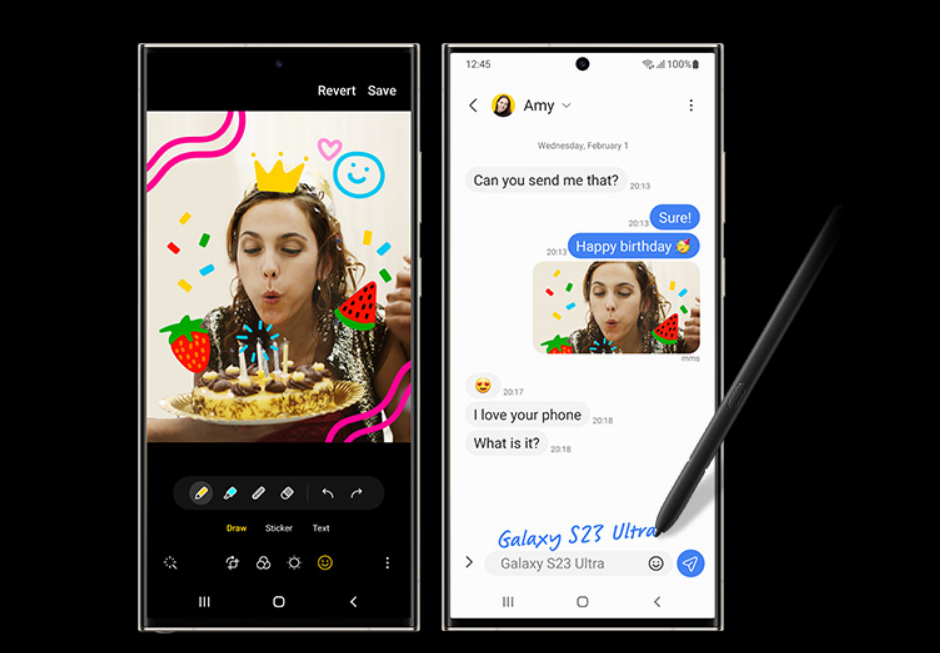 Revert Save
Draw Sticker Text
12:45 100%
Amy
Wednesday, February 1
Can you send me that? 20:13
20:13 Sure!
20:13 Happy birthday 🥳
mms
😍 20:17
I love your phone 20:18
What is it? 20:18
Galaxy S23 Ultra
Galaxy S23 Ultra